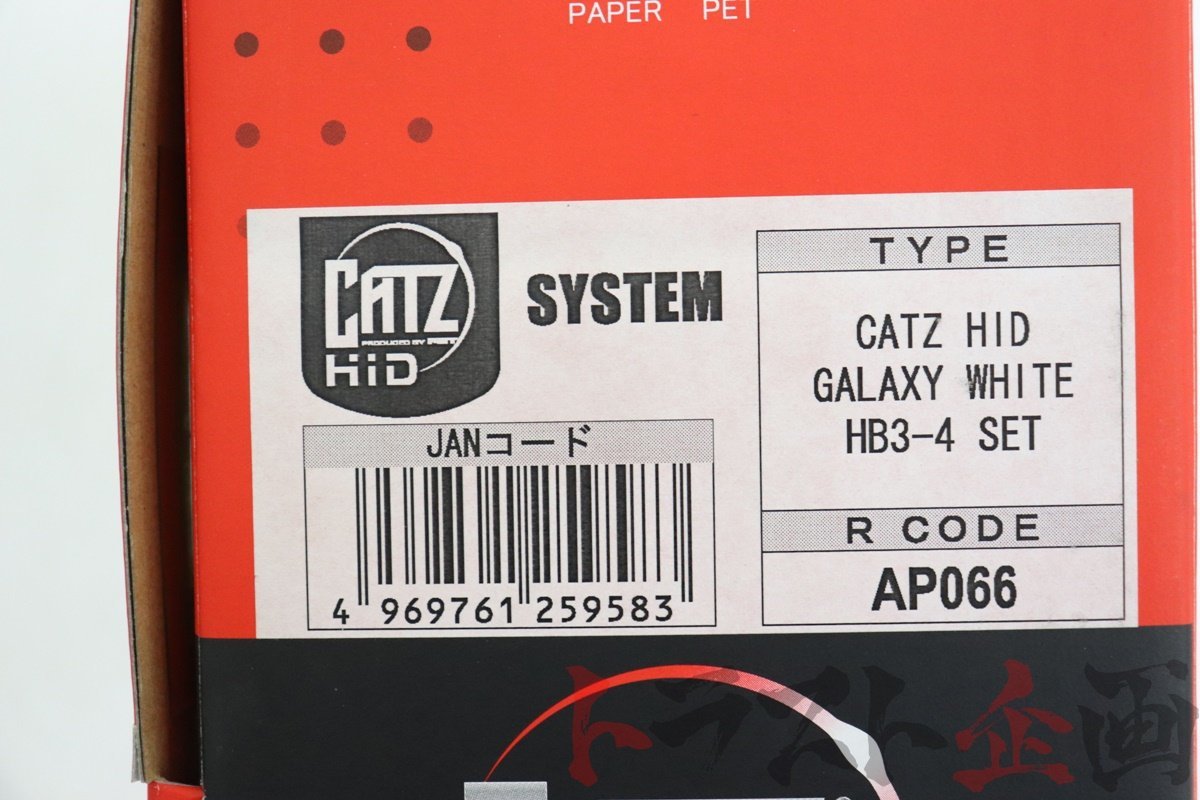 PAPER PET
CATZ
PRODUCED BY
HiD
SYSTEM
TYPE
CATZ HID
GALAXY WHITE
HB3-4 SET
R CODE
AP066
JANコード
4 969761 259583
トラスト企画